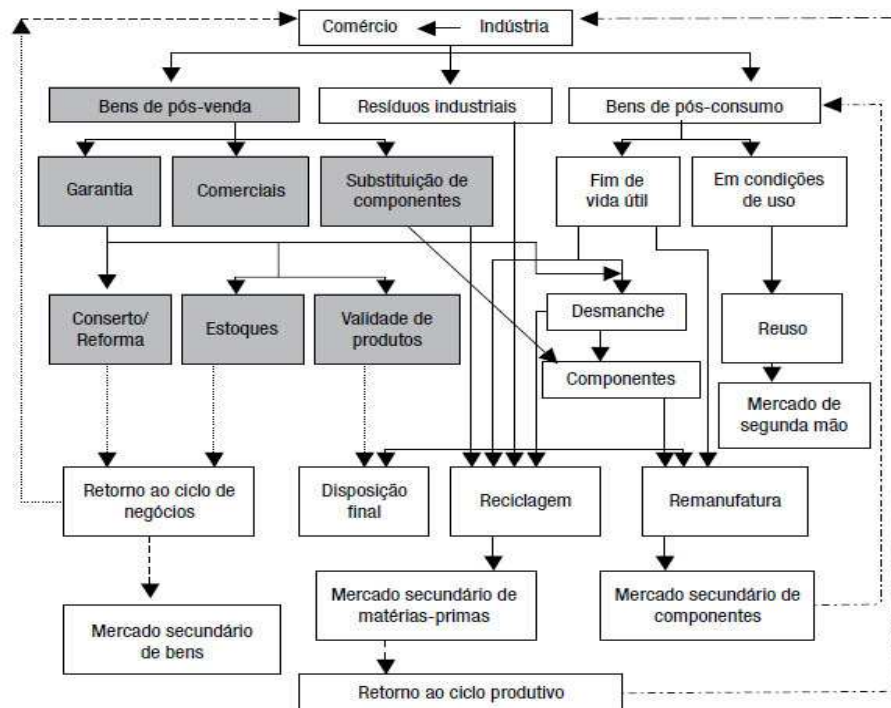 Comércio
Indústria
Bens de pós-venda
Resíduos industriais
Bens de pós-consumo
Garantia
Comerciais
Substituição de
componentes
Fim de
vida útil
Em condições
de uso
Conserto/
Reforma
Estoques
Validade de
produtos
Desmanche
Reuso
Componentes
Mercado de
segunda mão
Retorno ao ciclo de
negócios
Disposição
final
Reciclagem
Remanufatura
Mercado secundário
de bens
Mercado secundário de
matérias-primas
Mercado secundário de
componentes
Retorno ao ciclo produtivo